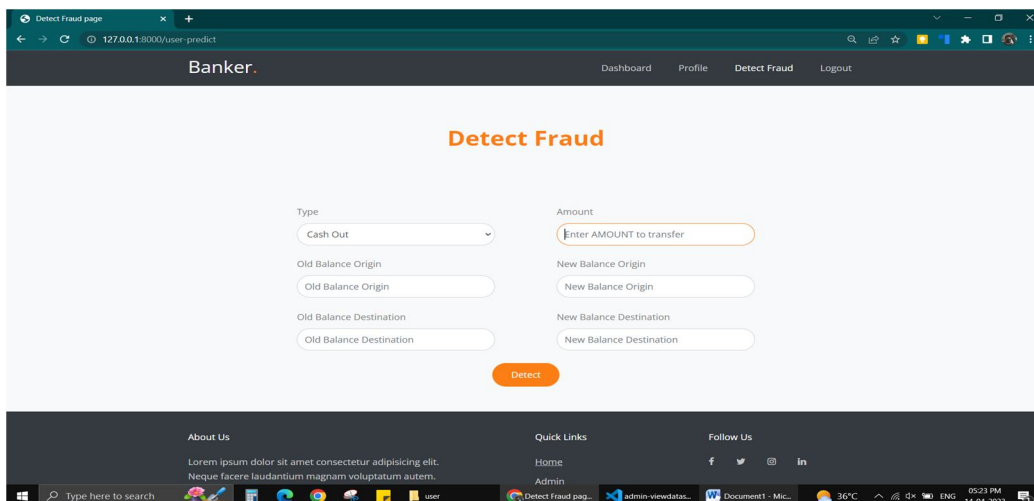 Detect Fraud page
127.0.0.1:8000/user-predict
Banker.
Dashboard Profile Detect Fraud Logout
Detect Fraud
Type Amount
Cash Out Enter AMOUNT to transfer
Old Balance Origin New Balance Origin
Old Balance Origin New Balance Origin
Old Balance Destination New Balance Destination
Old Balance Destination New Balance Destination
Detect
About Us Quick Links Follow Us
Lorem ipsum dolor sit amet consectetur adipisicing elit. Home
Neque facere laudantium magnam voluptatum autem. Admin
Type here to search user Detect Fraud pag... admin-viewdatas... Document1 - Mic... 36°C ENG 05:23 PM